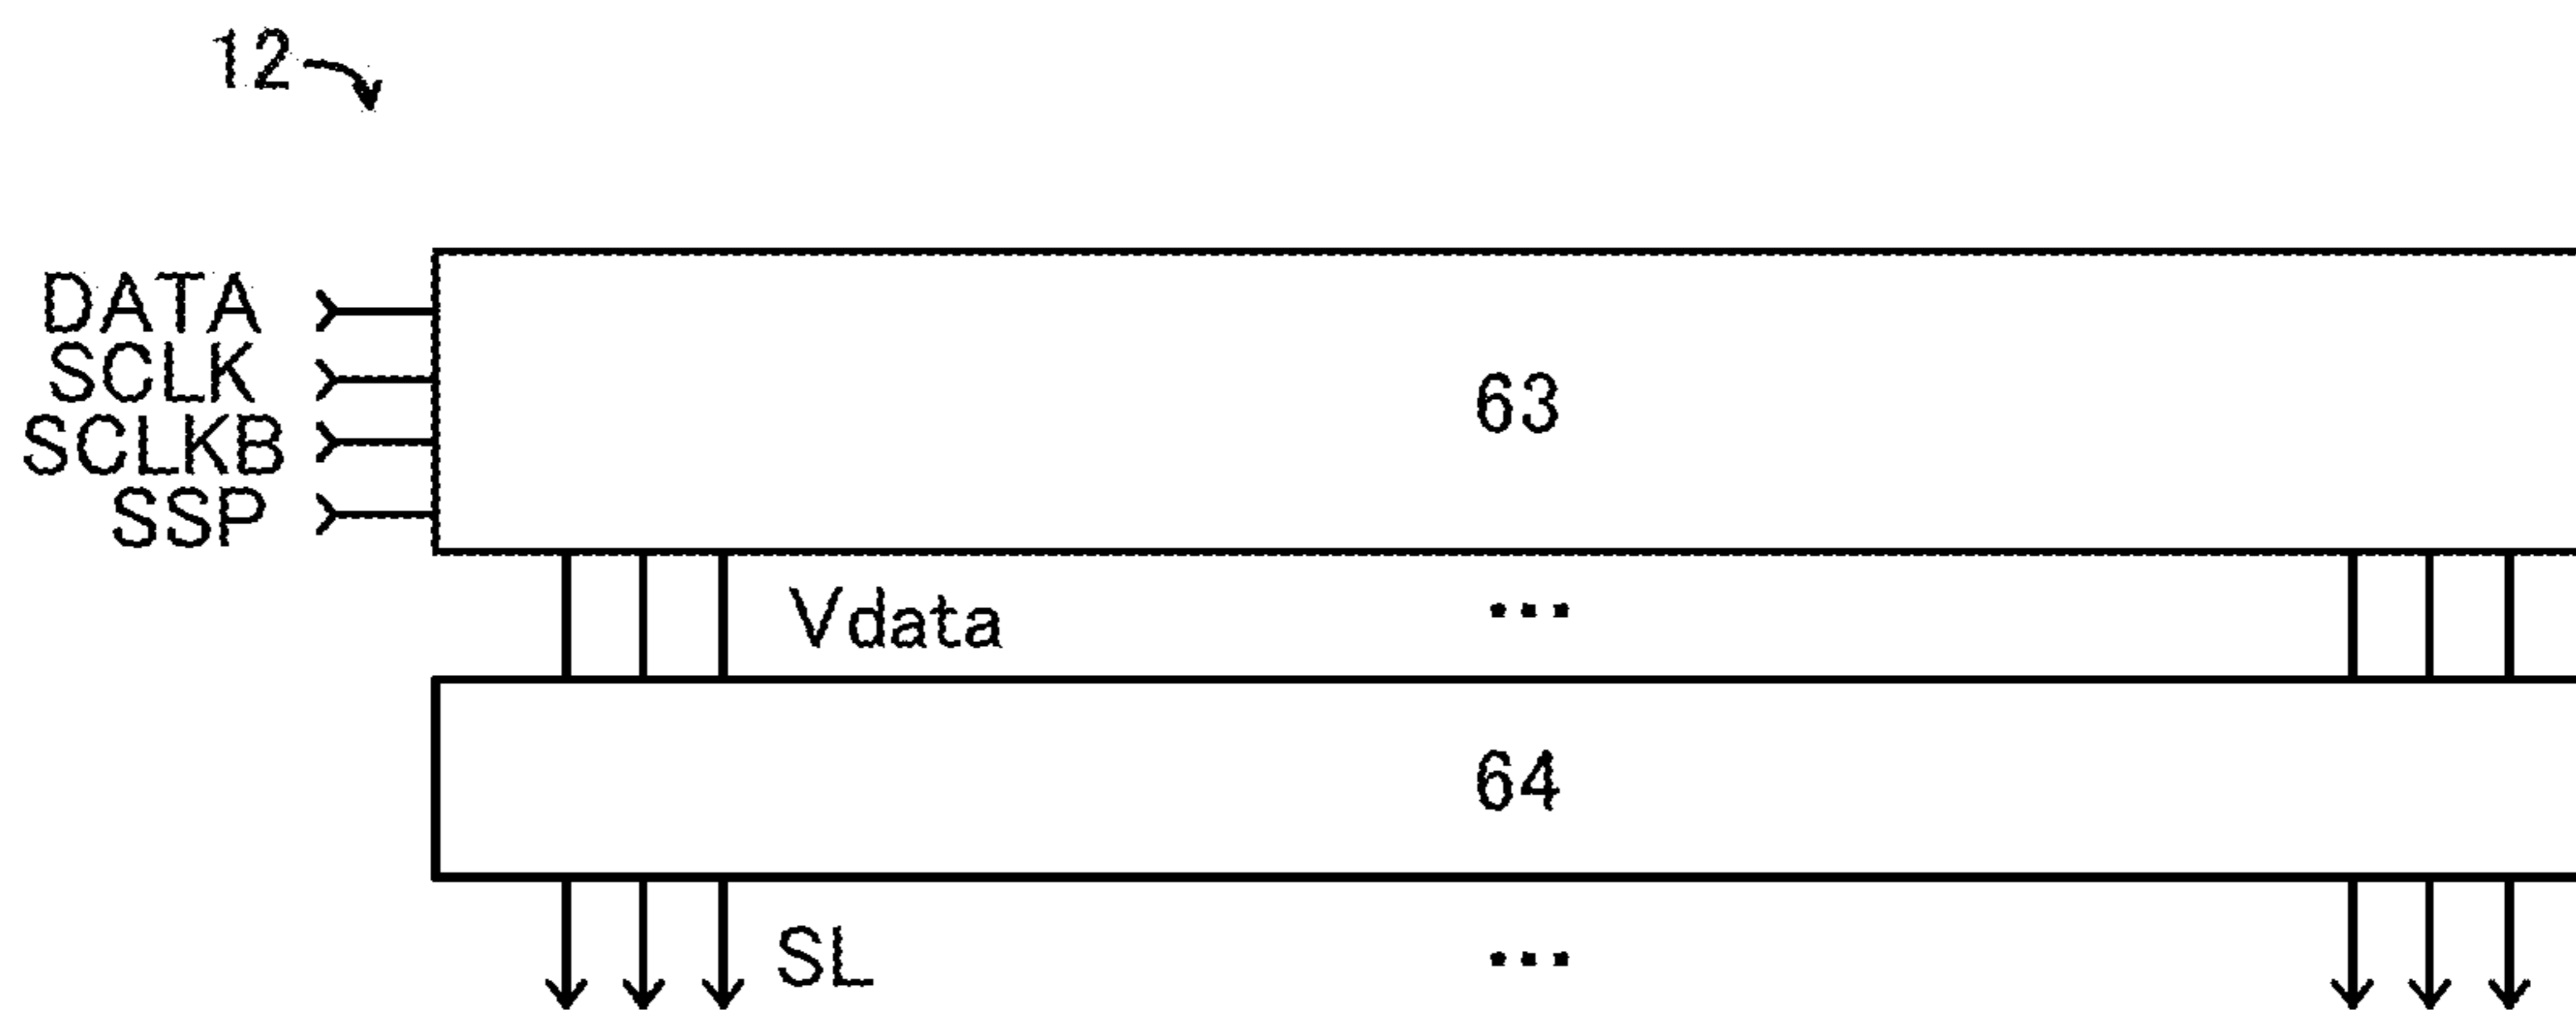 12
DATA
SCLK
63
SCLKB
SSP
Vdata ...
64
SL ...